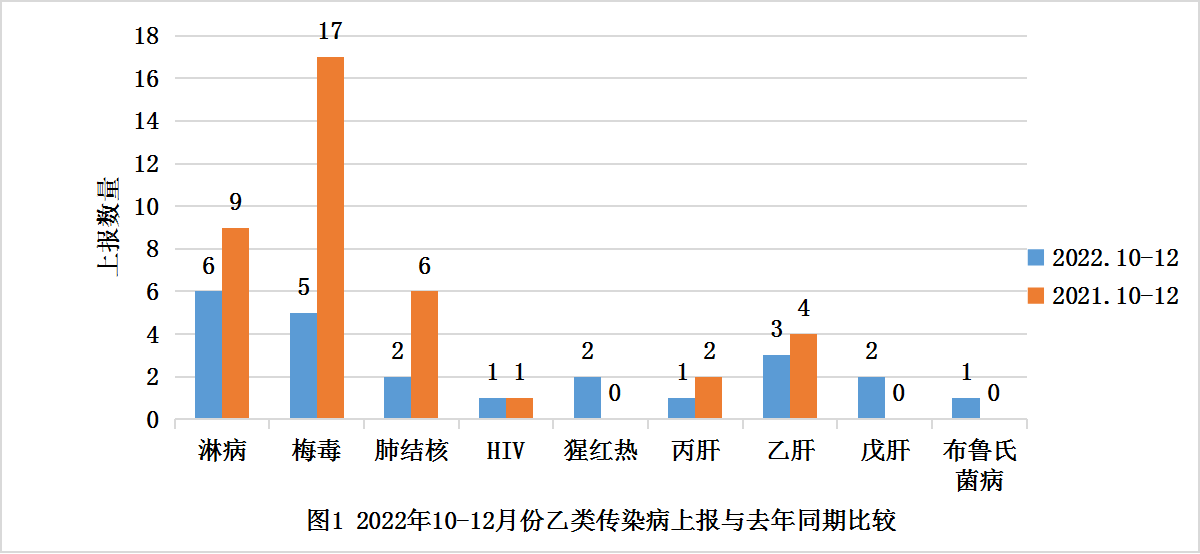 18
16
14
12
10
8
6
4
2
0
上报数量
6
9
5
17
2
6
1
1
2
0
1
2
3
4
2
0
1
0
淋病
梅毒
肺结核
HIV
猩红热
丙肝
乙肝
戊肝
布鲁氏
菌病
2022.10-12
2021.10-12
图1 2022年10-12月份乙类传染病上报与去年同期比较